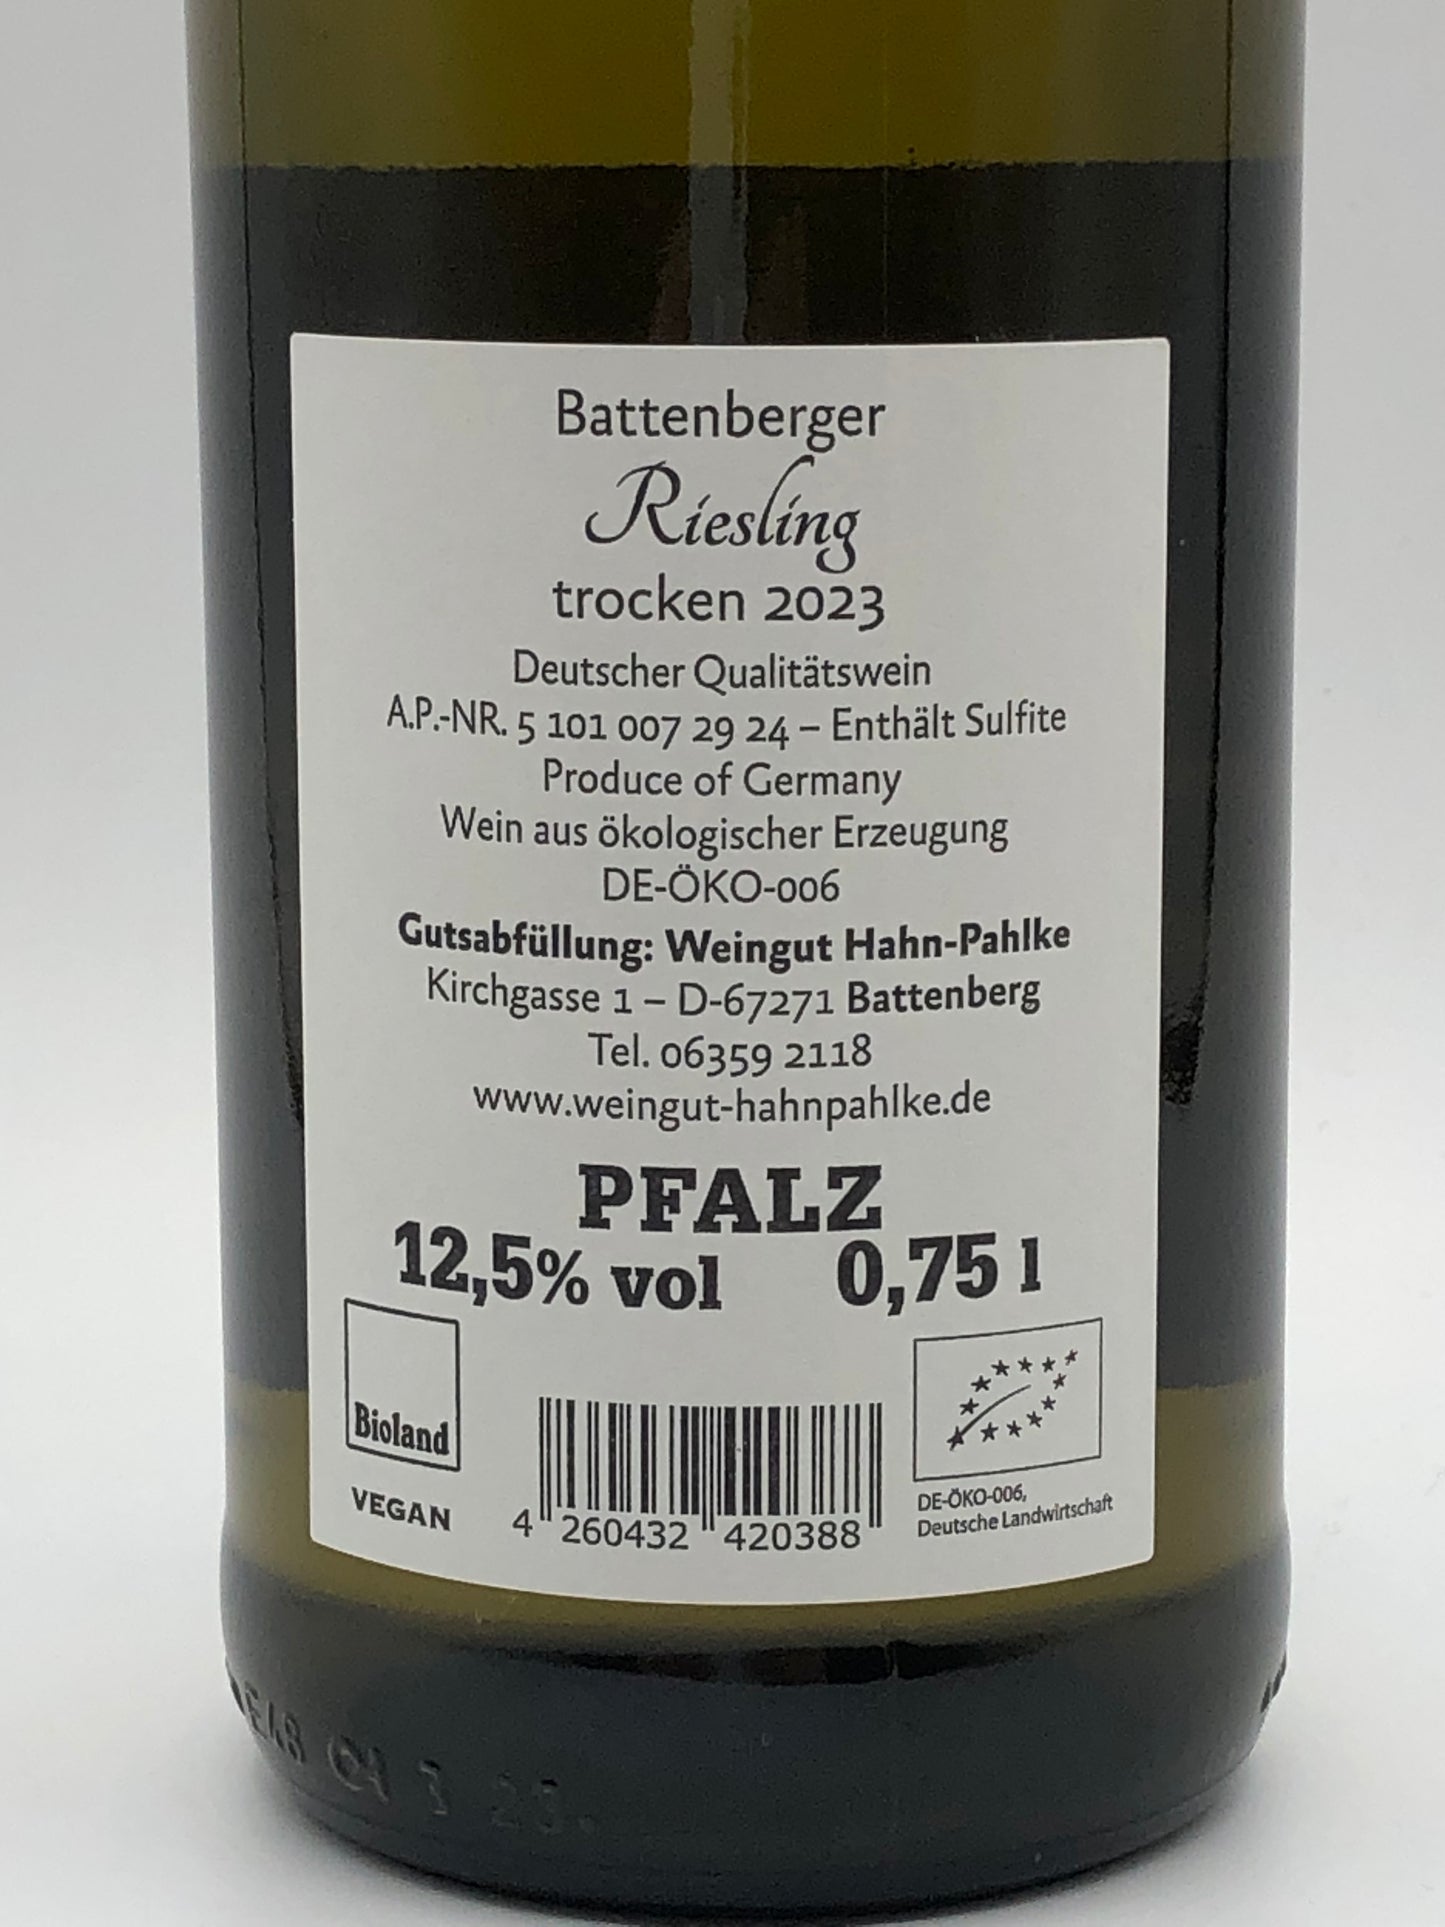 Battenberger
Riesling
trocken 2023
Deutscher Qualitätswein
A.P.-NR. 5 101 007 29 24 – Enthält Sulfite
Produce of Germany
Wein aus ökologischer Erzeugung
DE-ÖKO-006
Gutsabfüllung: Weingut Hahn-Pahlke
Kirchgasse 1 – D-67271 Battenberg
Tel. 06359 2118
www.weingut-hahnpahlke.de
PFALZ
12,5% vol 0,75 l
Bioland
VEGAN
4 260432 420388
DE-ÖKO-006,
Deutsche Landwirtschaft